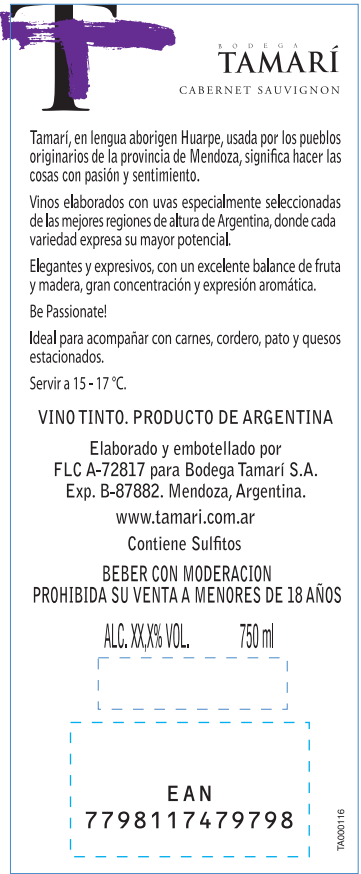 T
BODEGA
TAMARÍ
CABERNET SAUVIGNON
Tamarí, en lengua aborigen Huarpe, usada por los pueblos
originarios de la provincia de Mendoza, significa hacer las
cosas con pasión y sentimiento.
Vinos elaborados con uvas especialmente seleccionadas
de las mejores regiones de altura de Argentina, donde cada
variedad expresa su mayor potencial.
Elegantes y expresivos, con un excelente balance de fruta
y madera, gran concentración y expresión aromática.
Be Passionate!
Ideal para acompañar con carnes, cordero, pato y quesos
estacionados.
Servir a 15 - 17 °C.
VINO TINTO. PRODUCTO DE ARGENTINA
Elaborado y embotellado por
FLC A-72817 para Bodega Tamarí S.A.
Exp. B-87882. Mendoza, Argentina.
www.tamari.com.ar
Contiene Sulfitos
BEBER CON MODERACION
PROHIBIDA SU VENTA A MENORES DE 18 AÑOS
ALC. XX,X% VOL. 750 ml
EAN
7798117479798
TA000116